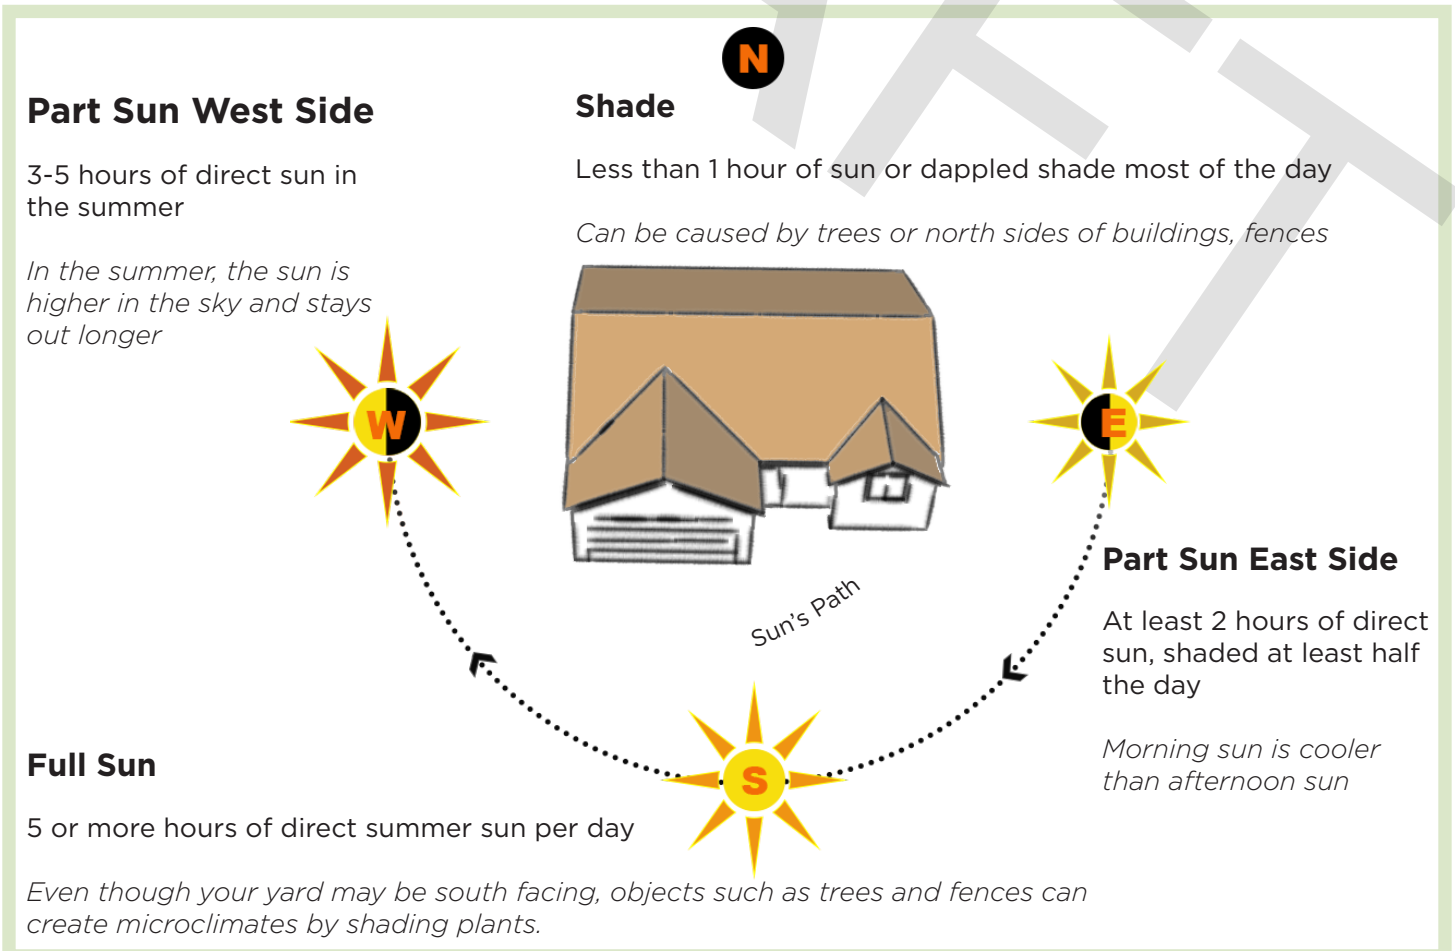 N
Part Sun West Side
3-5 hours of direct sun in
the summer
In the summer, the sun is
higher in the sky and stays
out longer
Shade
Less than 1 hour of sun or dappled shade most of the day
Can be caused by trees or north sides of buildings, fences
W
E
Sun's Path
Part Sun East Side
At least 2 hours of direct
sun, shaded at least half
the day
Morning sun is cooler
than afternoon sun
S
Full Sun
5 or more hours of direct summer sun per day
Even though your yard may be south facing, objects such as trees and fences can
create microclimates by shading plants.